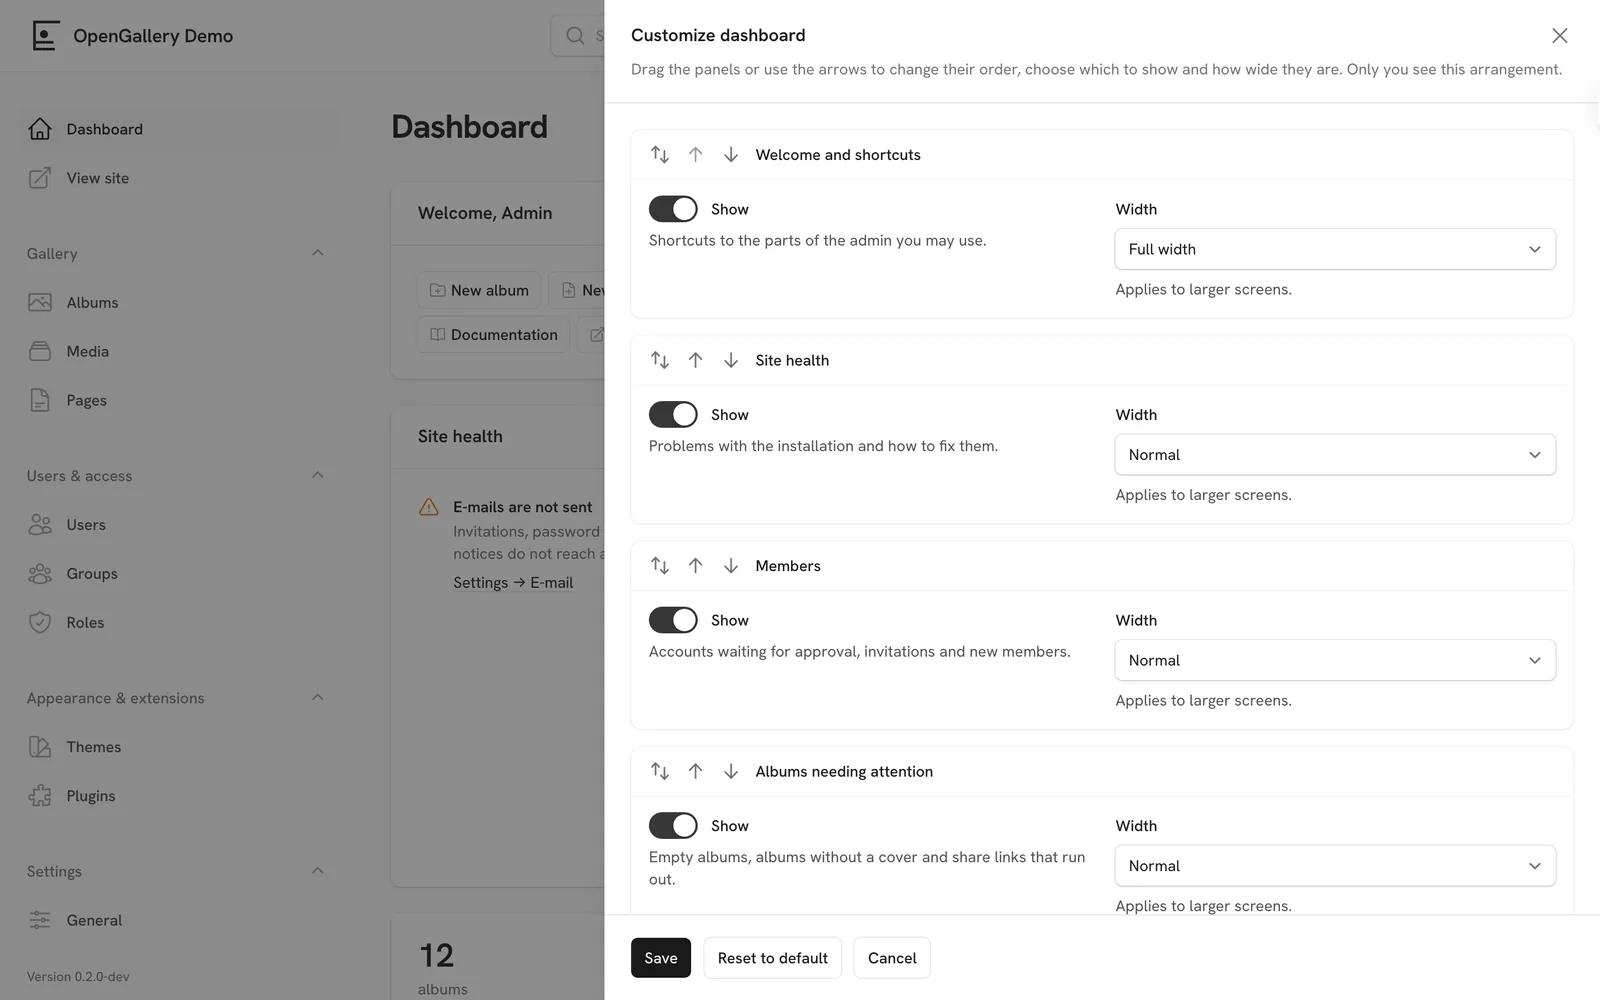 OpenGallery Demo
Dashboard
View site
Gallery
Albums
Media
Pages
Users & access
Users
Groups
Roles
Appearance & extensions
Themes
Plugins
Settings
General
Version 0.2.0-dev
Dashboard
Welcome, Admin
New album
Documentation
Site health
E-mails are not sent
Invitations, password
notices do not reach
Settings → E-mail
12
albums
Customize dashboard
Drag the panels or use the arrows to change their order, choose which to show and how wide they are. Only you see this arrangement.
Welcome and shortcuts
Show
Shortcuts to the parts of the admin you may use.
Width
Full width
Applies to larger screens.
Site health
Show
Problems with the installation and how to fix them.
Width
Normal
Applies to larger screens.
Members
Show
Accounts waiting for approval, invitations and new members.
Width
Normal
Applies to larger screens.
Albums needing attention
Show
Empty albums, albums without a cover and share links that run
out.
Width
Normal
Applies to larger screens.
Save
Reset to default
Cancel